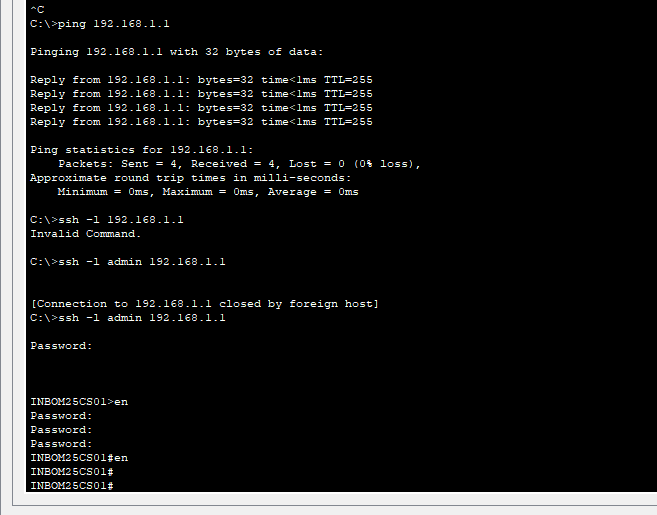 ^C
C:\>ping 192.168.1.1
Pinging 192.168.1.1 with 32 bytes of data:
Reply from 192.168.1.1: bytes=32 time<1ms TTL=255
Reply from 192.168.1.1: bytes=32 time<1ms TTL=255
Reply from 192.168.1.1: bytes=32 time<1ms TTL=255
Reply from 192.168.1.1: bytes=32 time<1ms TTL=255
Ping statistics for 192.168.1.1:
Packets: Sent = 4, Received = 4, Lost = 0 (0% loss),
Approximate round trip times in milli-seconds:
Minimum = 0ms, Maximum = 0ms, Average = 0ms
C:\>ssh -l 192.168.1.1
Invalid Command.
C:\>ssh -l admin 192.168.1.1
[Connection to 192.168.1.1 closed by foreign host]
C:\>ssh -l admin 192.168.1.1
Password:
INBOM25CS01>en
Password:
Password:
Password:
INBOM25CS01#en
INBOM25CS01#
INBOM25CS01#